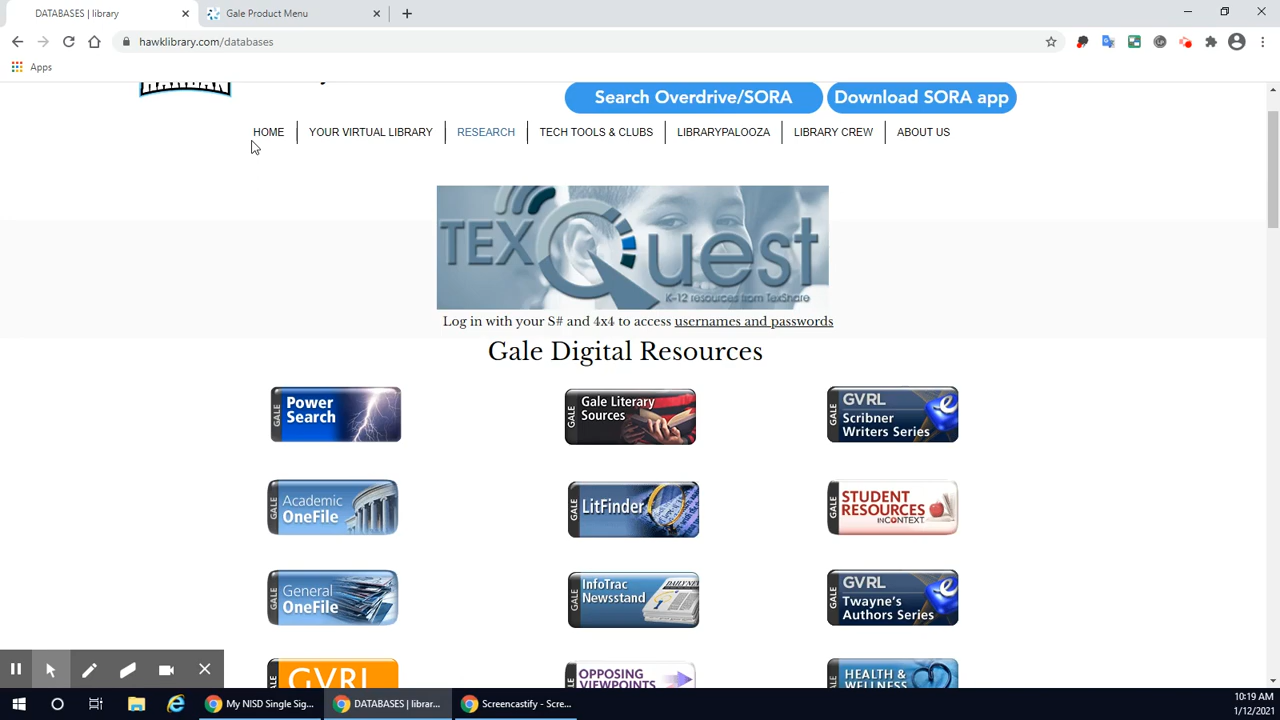 DATABASES | library
Gale Product Menu
hawklibrary.com/databases
Apps
HARLAN
Search Overdrive/SORA
Download SORA app
HOME
YOUR VIRTUAL LIBRARY
RESEARCH
TECH TOOLS & CLUBS
LIBRARYPALOOZA
LIBRARY CREW
ABOUT US
TEXQuest
K-12 resources from TexShare
Log in with your S# and 4x4 to access usernames and passwords
Gale Digital Resources
GALE
Power
Search
GALE
Gale Literary
Sources
GALE
GVRL
Scribner
Writers Series
GALE
Academic
OneFile
GALE
LitFinder
GALE
STUDENT
RESOURCES
IN CONTEXT
GALE
General
OneFile
GALE
InfoTrac
Newsstand
DAILY NEWS
GALE
GVRL
Twayne's
Authors Series
GVRL
OPPOSING
VIEWPOINTS
HEALTH &
WELLNESS
My NISD Single Sig...
DATABASES | librar...
Screencastify - Scre...
10:19 AM
1/12/2021